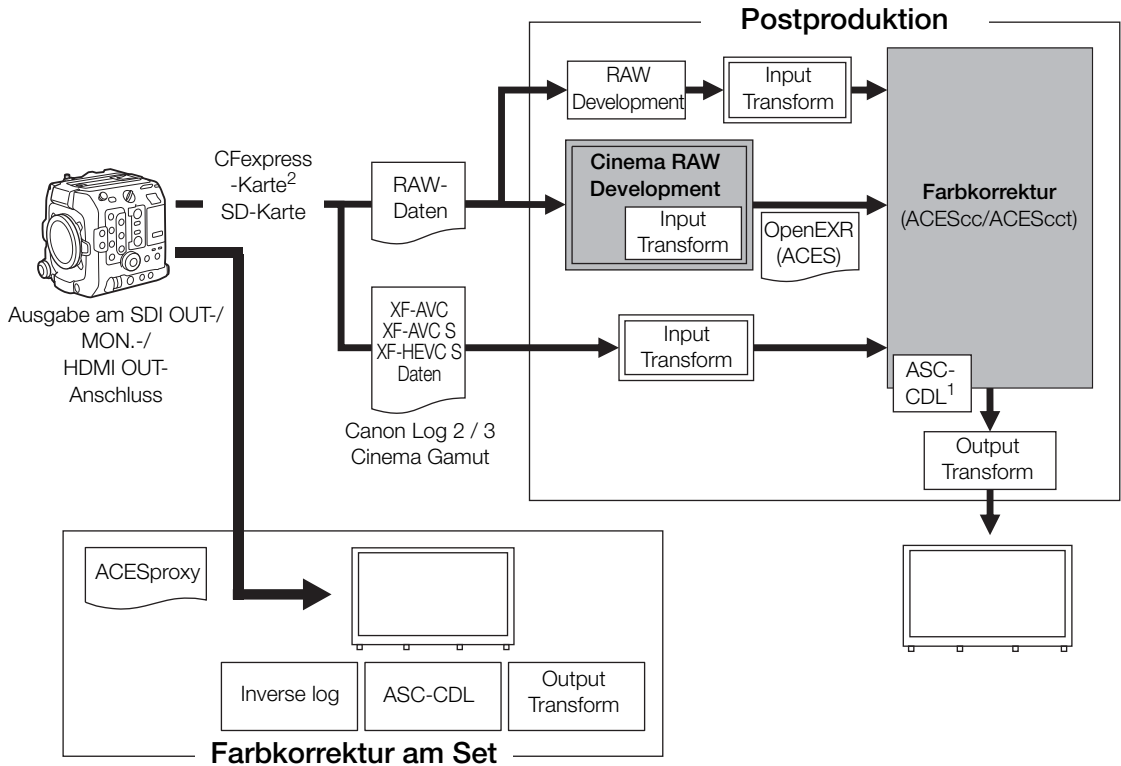 Postproduktion
RAW
Development
Input
Transform
CFexpress
-Karte2
SD-Karte
RAW-
Daten
Cinema RAW
Development
Input
Transform
OpenEXR
(ACES)
Farbkorrektur
(ACEScc/ACEScct)
Ausgabe am SDI OUT-/
MON.-/
HDMI OUT-
Anschluss
XF-AVC
XF-AVC S
XF-HEVC S
Daten
Canon Log 2 / 3
Cinema Gamut
Input
Transform
ASC-
CDL1
Output
Transform
ACESproxy
Inverse log
ASC-CDL
Output
Transform
Farbkorrektur am Set